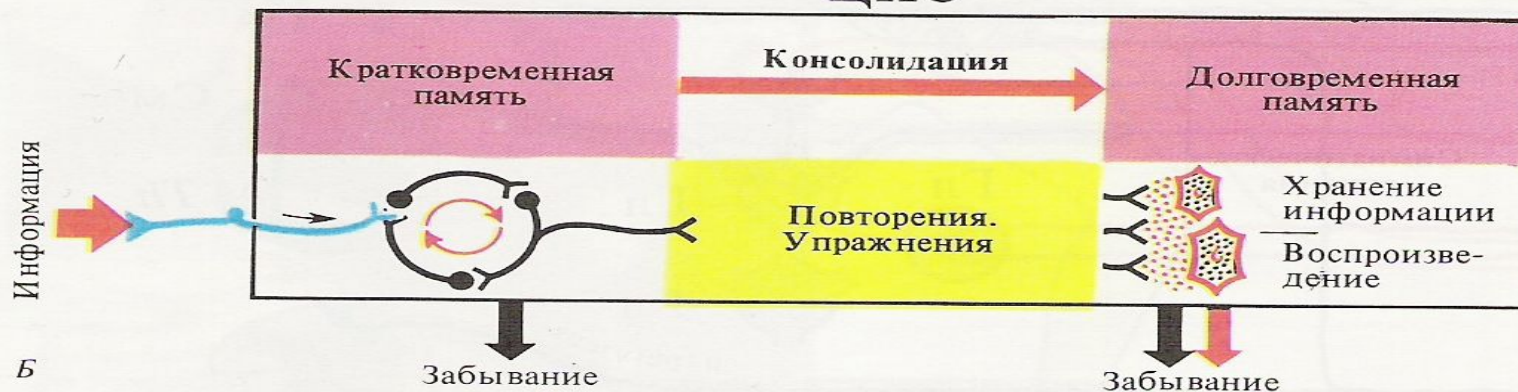 Кратковременная
память
Консолидация
Долговременная
память
Информация
Повторения.
Упражнения
Хранение
информации
Воспроизве-
дение
Забывание
Забывание
Б